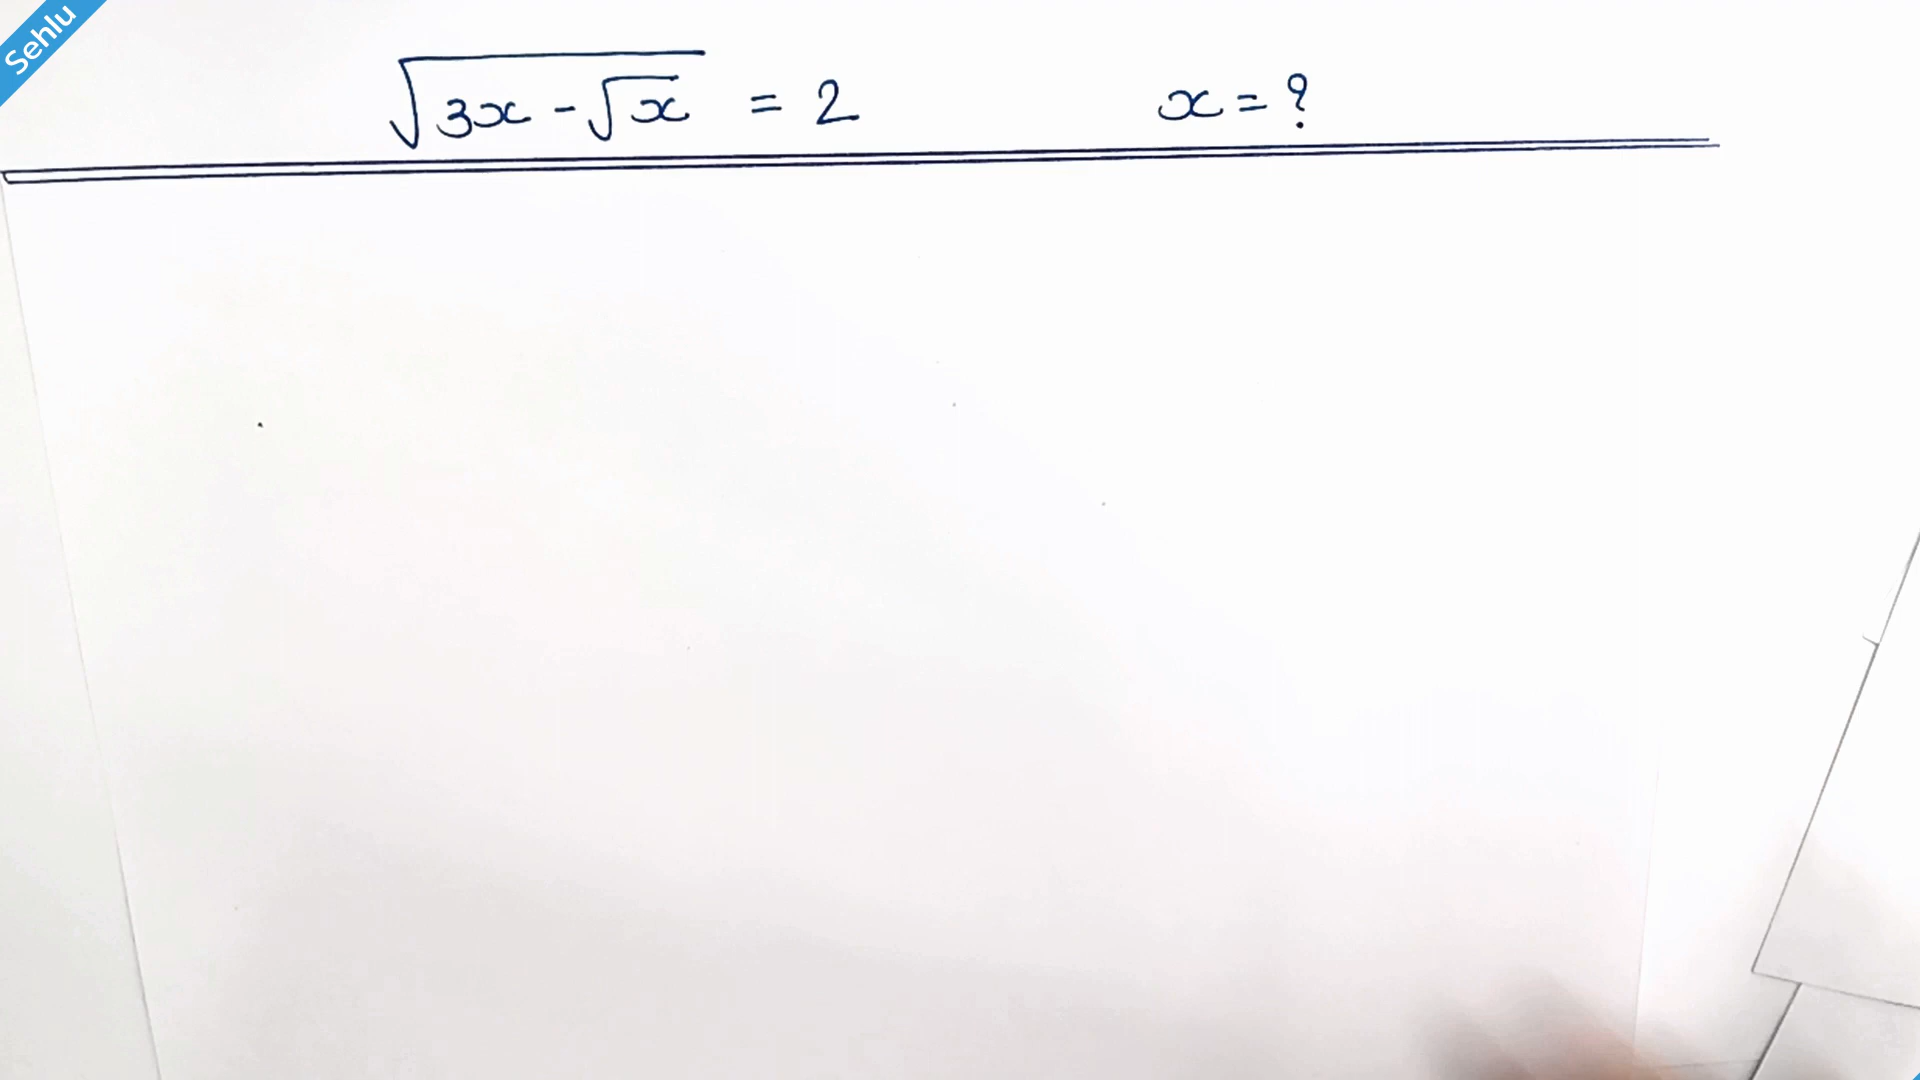 Sehlu
√(3x - √x) = 2 x = ?